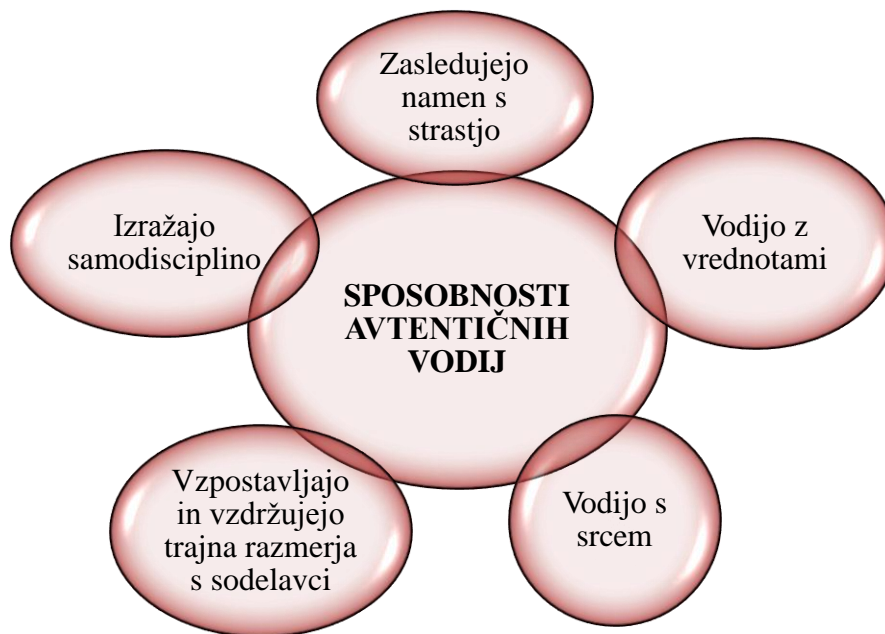 Zasledujejo
namen s
strastjo
Izražajo
samodisciplino
Vodijo z
vrednotami
SPOSOBNOSTI
AVTENTIČNIH
VODIJ
Vzpostavljajo
in vzdržujejo
trajna razmerja
s sodelavci
Vodijo s
srcem